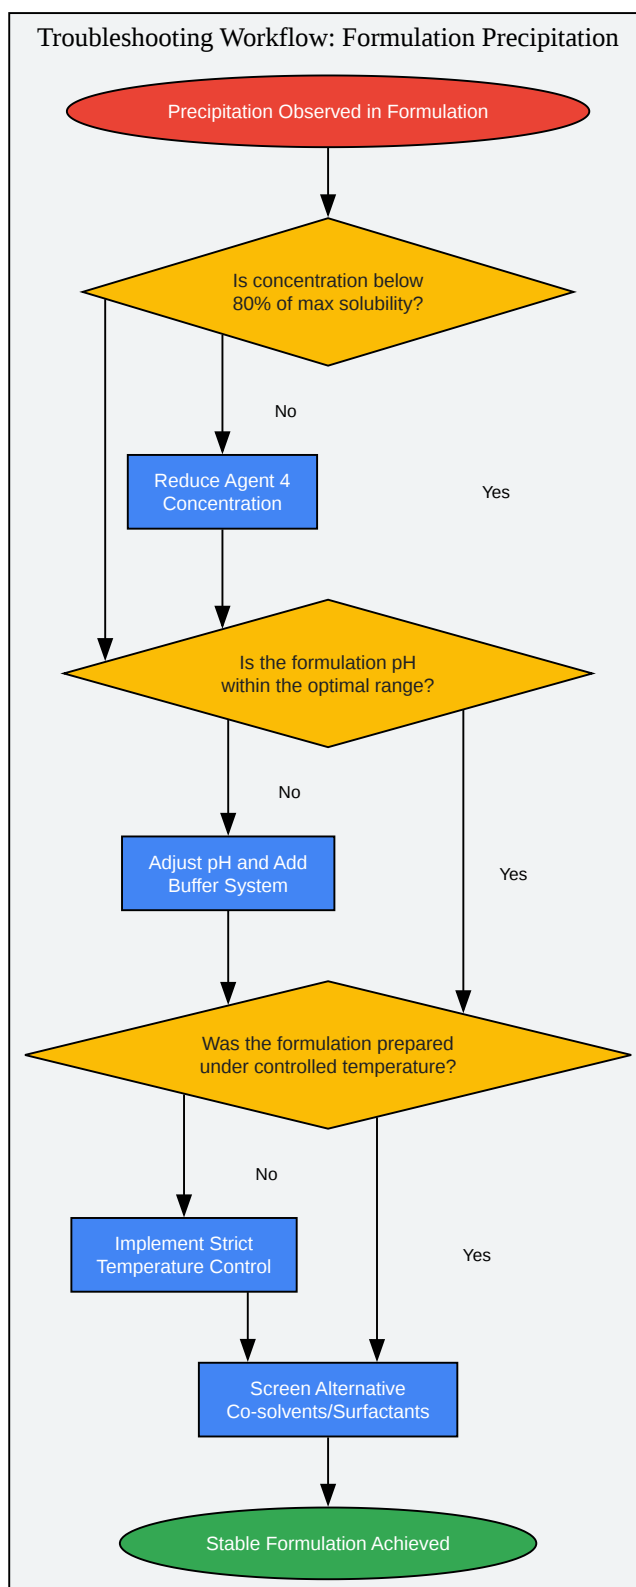 Troubleshooting Workflow: Formulation Precipitation
Precipitation Observed in Formulation
Is concentration below
80% of max solubility?
No
Reduce Agent 4
Concentration
Yes
Is the formulation pH
within the optimal range?
No
Adjust pH and Add
Buffer System
Yes
Was the formulation prepared
under controlled temperature?
No
Implement Strict
Temperature Control
Yes
Screen Alternative
Co-solvents/Surfactants
Stable Formulation Achieved